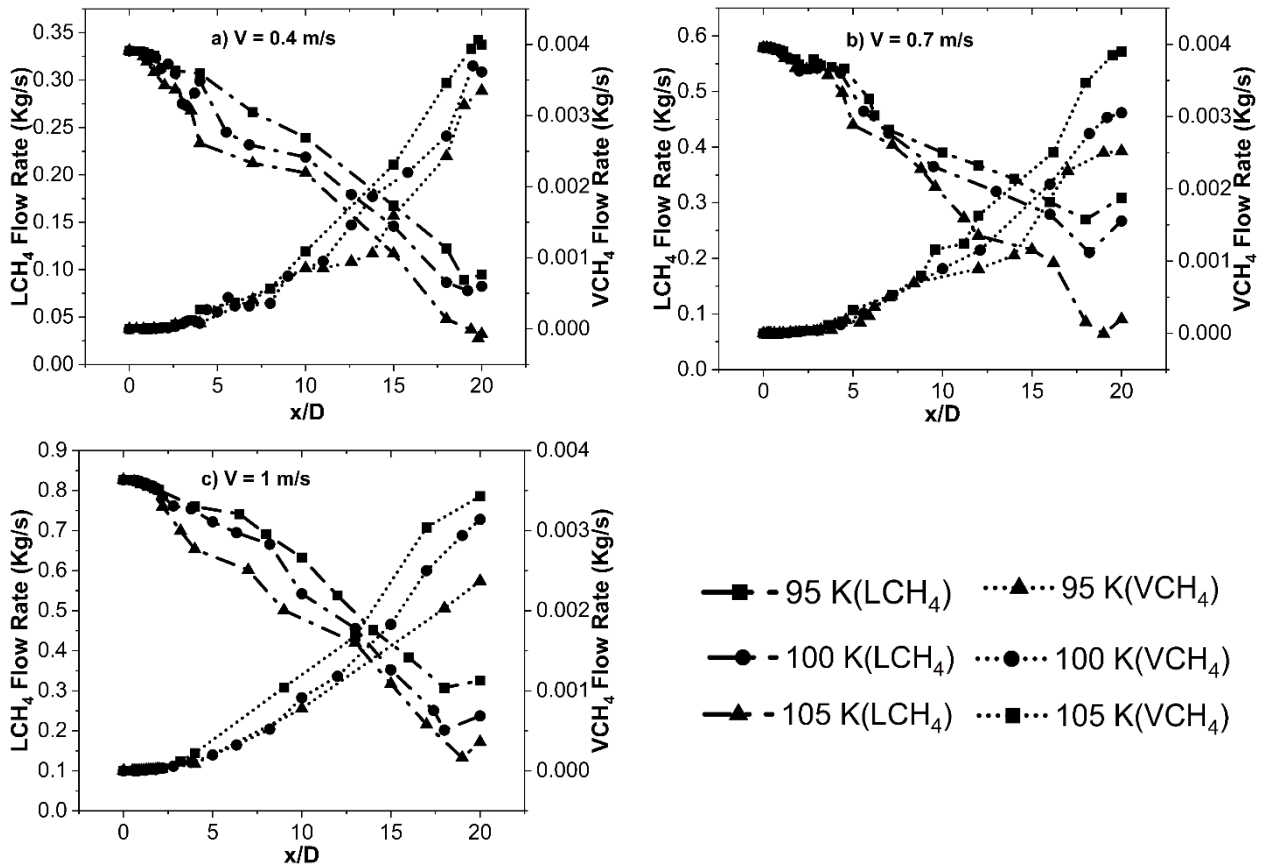 a) V = 0.4 m/s
LCH₄ Flow Rate (Kg/s)
0.35
0.30
0.25
0.20
0.15
0.10
0.05
0.00
0.004
0.003
0.002
0.001
0.000
VCH₄ Flow Rate (Kg/s)
0 5 10 15 20
x/D
b) V = 0.7 m/s
LCH₄ Flow Rate (Kg/s)
0.6
0.5
0.4
0.3
0.2
0.1
0.0
0.004
0.003
0.002
0.001
0.000
VCH₄ Flow Rate (Kg/s)
0 5 10 15 20
x/D
c) V = 1 m/s
LCH₄ Flow Rate (Kg/s)
0.9
0.8
0.7
0.6
0.5
0.4
0.3
0.2
0.1
0.0
0.004
0.003
0.002
0.001
0.000
VCH₄ Flow Rate (Kg/s)
0 5 10 15 20
x/D
95 K(LCH₄) 95 K(VCH₄)
100 K(LCH₄) 100 K(VCH₄)
105 K(LCH₄) 105 K(VCH₄)